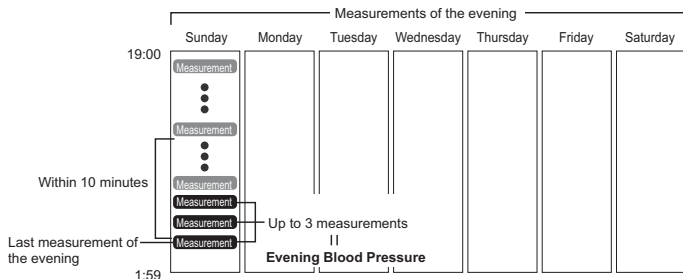 Measurements of the evening
Sunday Monday Tuesday Wednesday Thursday Friday Saturday
19:00
Measurement
Measurement
Measurement
Within 10 minutes
Measurement
Measurement
Up to 3 measurements
Last measurement of
the evening
Measurement
=
Evening Blood Pressure
1:59